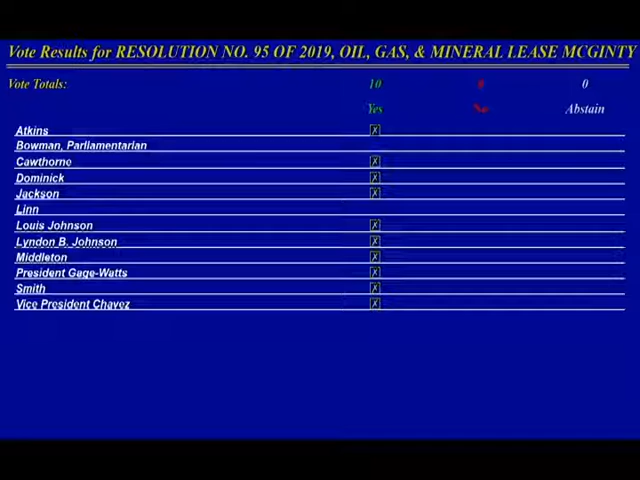 Vote Results for RESOLUTION NO. 95 OF 2019, OIL, GAS, & MINERAL LEASE MCGINTY
Vote Totals: 10 0
Yes Abstain
Atkins
Bowman, Parliamentarian
Cawthorne
Dominick
Jackson
Linn
Louis Johnson
Lyndon B. Johnson
Middleton
President Gage-Watts
Smith
Vice President Chavez